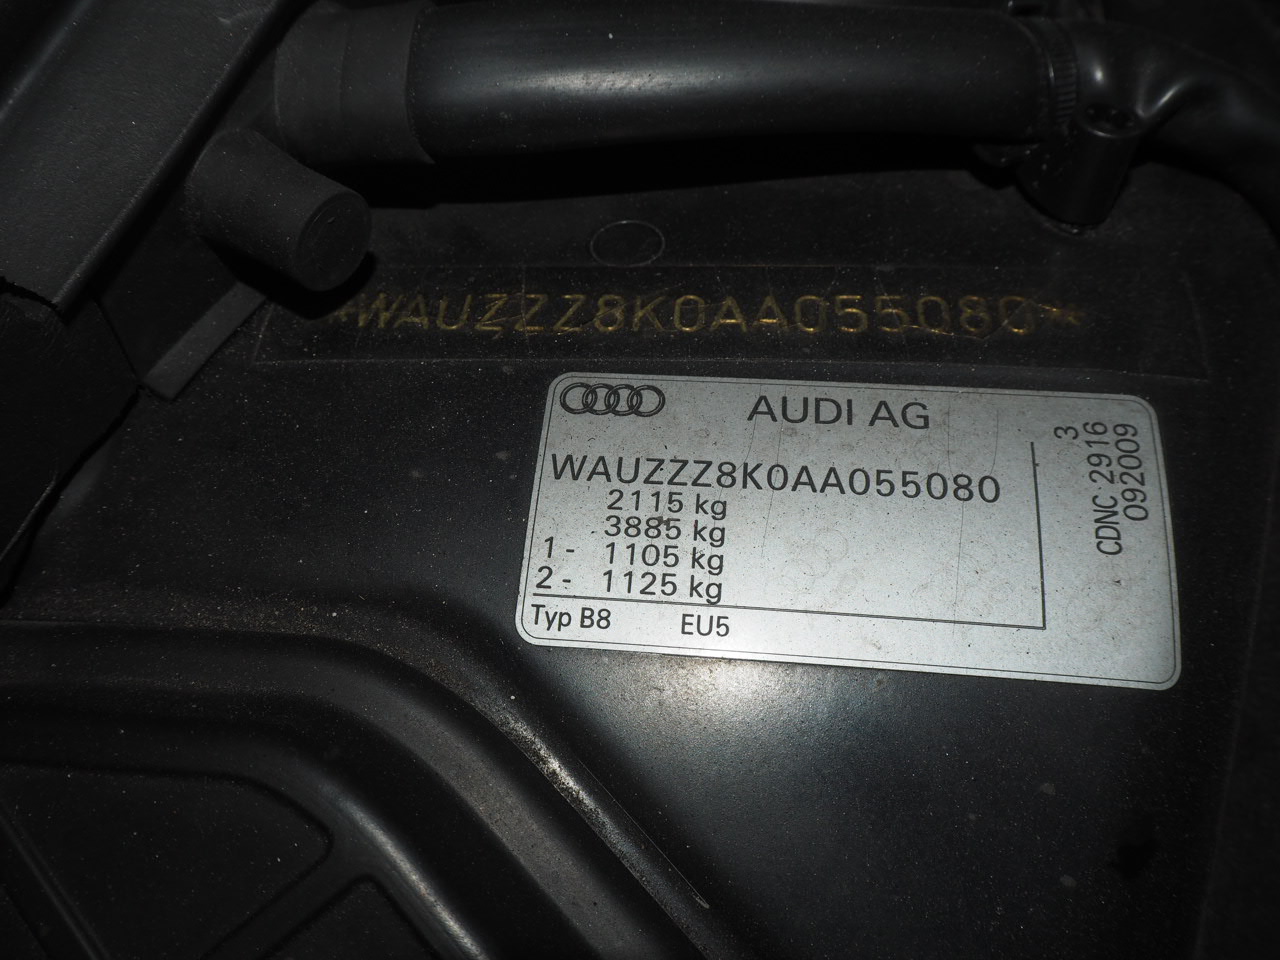 *WAUZZZ8K0AA055080*
AUDI AG
WAUZZZ8K0AA055080
2115 kg
3885 kg
1- 1105 kg
2- 1125 kg
Typ B8 EU5
3
CDNC 2916
092009